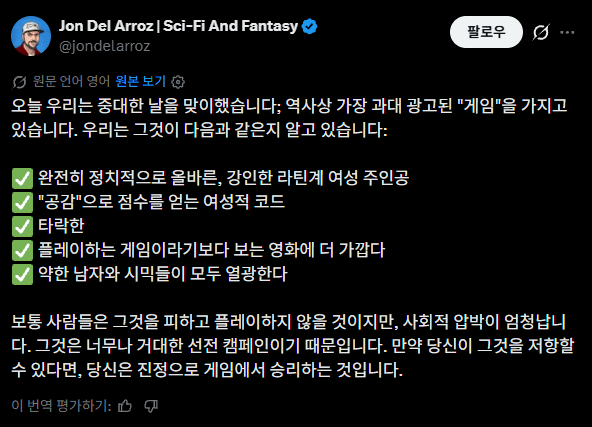 Jon Del Arroz | Sci-Fi And Fantasy
@jondelarroz
팔로우
원문 언어 영어 원본 보기
오늘 우리는 중대한 날을 맞이했습니다; 역사상 가장 과대 광고된 "게임"을 가지고
있습니다. 우리는 그것이 다음과 같은지 알고 있습니다:
✅ 완전히 정치적으로 올바른, 강인한 라틴계 여성 주인공
✅ "공감"으로 점수를 얻는 여성적 코드
✅ 타락한
✅ 플레이하는 게임이라기보다 보는 영화에 더 가깝다
✅ 약한 남자와 시믹들이 모두 열광한다
보통 사람들은 그것을 피하고 플레이하지 않을 것이지만, 사회적 압박이 엄청납니
다. 그것은 너무나 거대한 선전 캠페인이기 때문입니다. 만약 당신이 그것을 저항할
수 있다면, 당신은 진정으로 게임에서 승리하는 것입니다.
이 번역 평가하기: